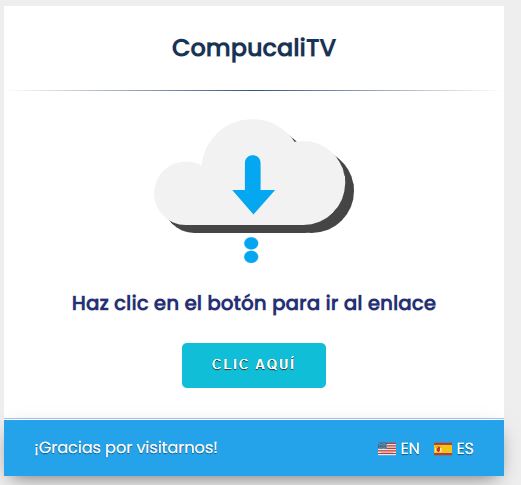 CompucaliTV
Haz clic en el botón para ir al enlace
CLIC AQUÍ
¡Gracias por visitarnos! EN ES